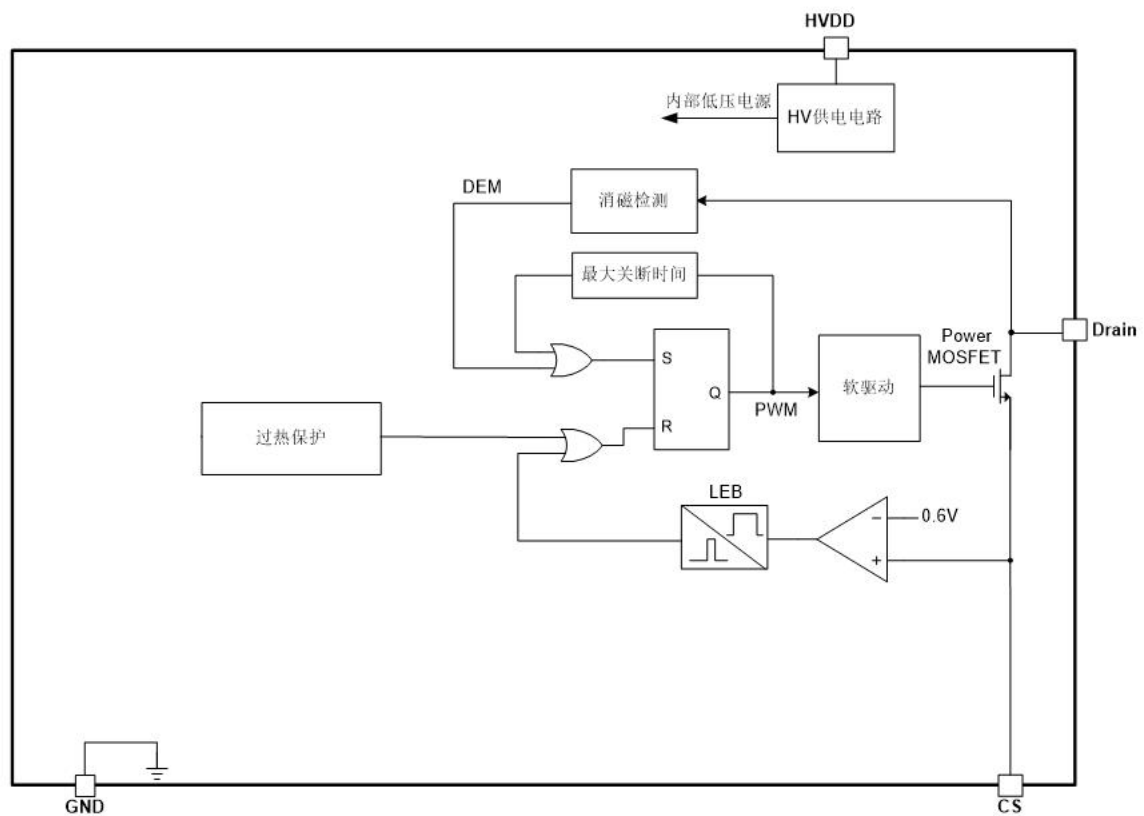 HVDD
内部低压电源
HV供电电路
DEM
消磁检测
最大关断时间
Drain
Power
MOSFET
S
软驱动
Q
PWM
R
过热保护
LEB
−
0.6V
+
GND
CS